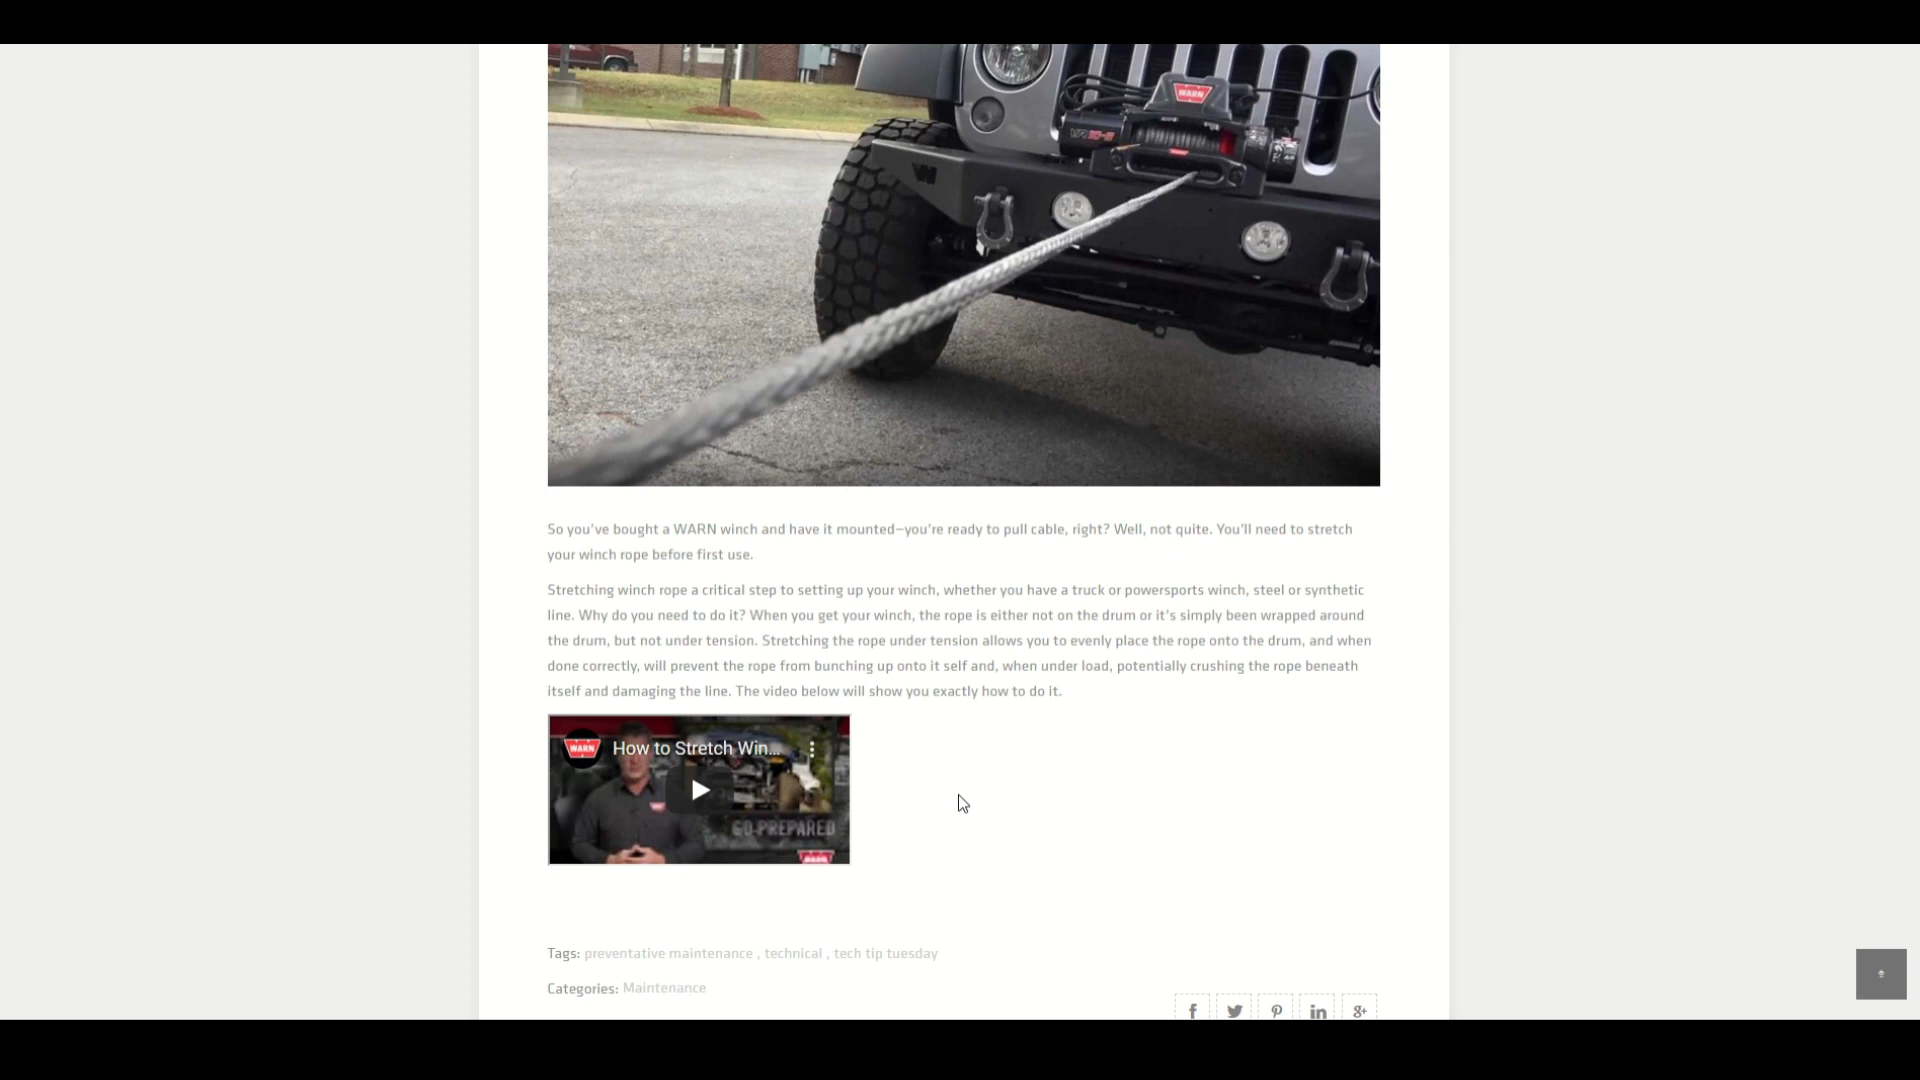 WARN
VR
So you've bought a WARN winch and have it mounted—you're ready to pull cable, right? Well, not quite. You'll need to stretch
your winch rope before first use.
Stretching winch rope a critical step to setting up your winch, whether you have a truck or powersports winch, steel or synthetic
line. Why do you need to do it? When you get your winch, the rope is either not on the drum or it's simply been wrapped around
the drum, but not under tension. Stretching the rope under tension allows you to evenly place the rope onto the drum, and when
done correctly, will prevent the rope from bunching up onto it self and, when under load, potentially crushing the rope beneath
itself and damaging the line. The video below will show you exactly how to do it.
WARN How to Stretch Win...
GO PREPARED
WARN
Tags: preventative maintenance , technical , tech tip tuesday
Categories: Maintenance
f in g+